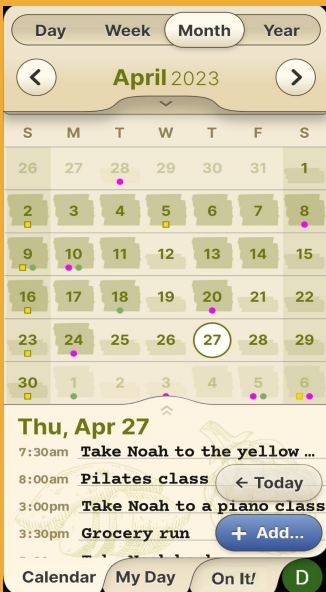 Day Week Month Year
April 2023
S M T W T F S
26 27 28 29 30 31 1
2 3 4 5 6 7 8
9 10 11 12 13 14 15
16 17 18 19 20 21 22
23 24 25 26 27 28 29
30 1 2 3 4 5 6
Thu, Apr 27
7:30am Take Noah to the yellow ...
8:00am Pilates class
← Today
3:00pm Take Noah to a piano class
3:30pm Grocery run
+ Add...
Calendar My Day On It! D